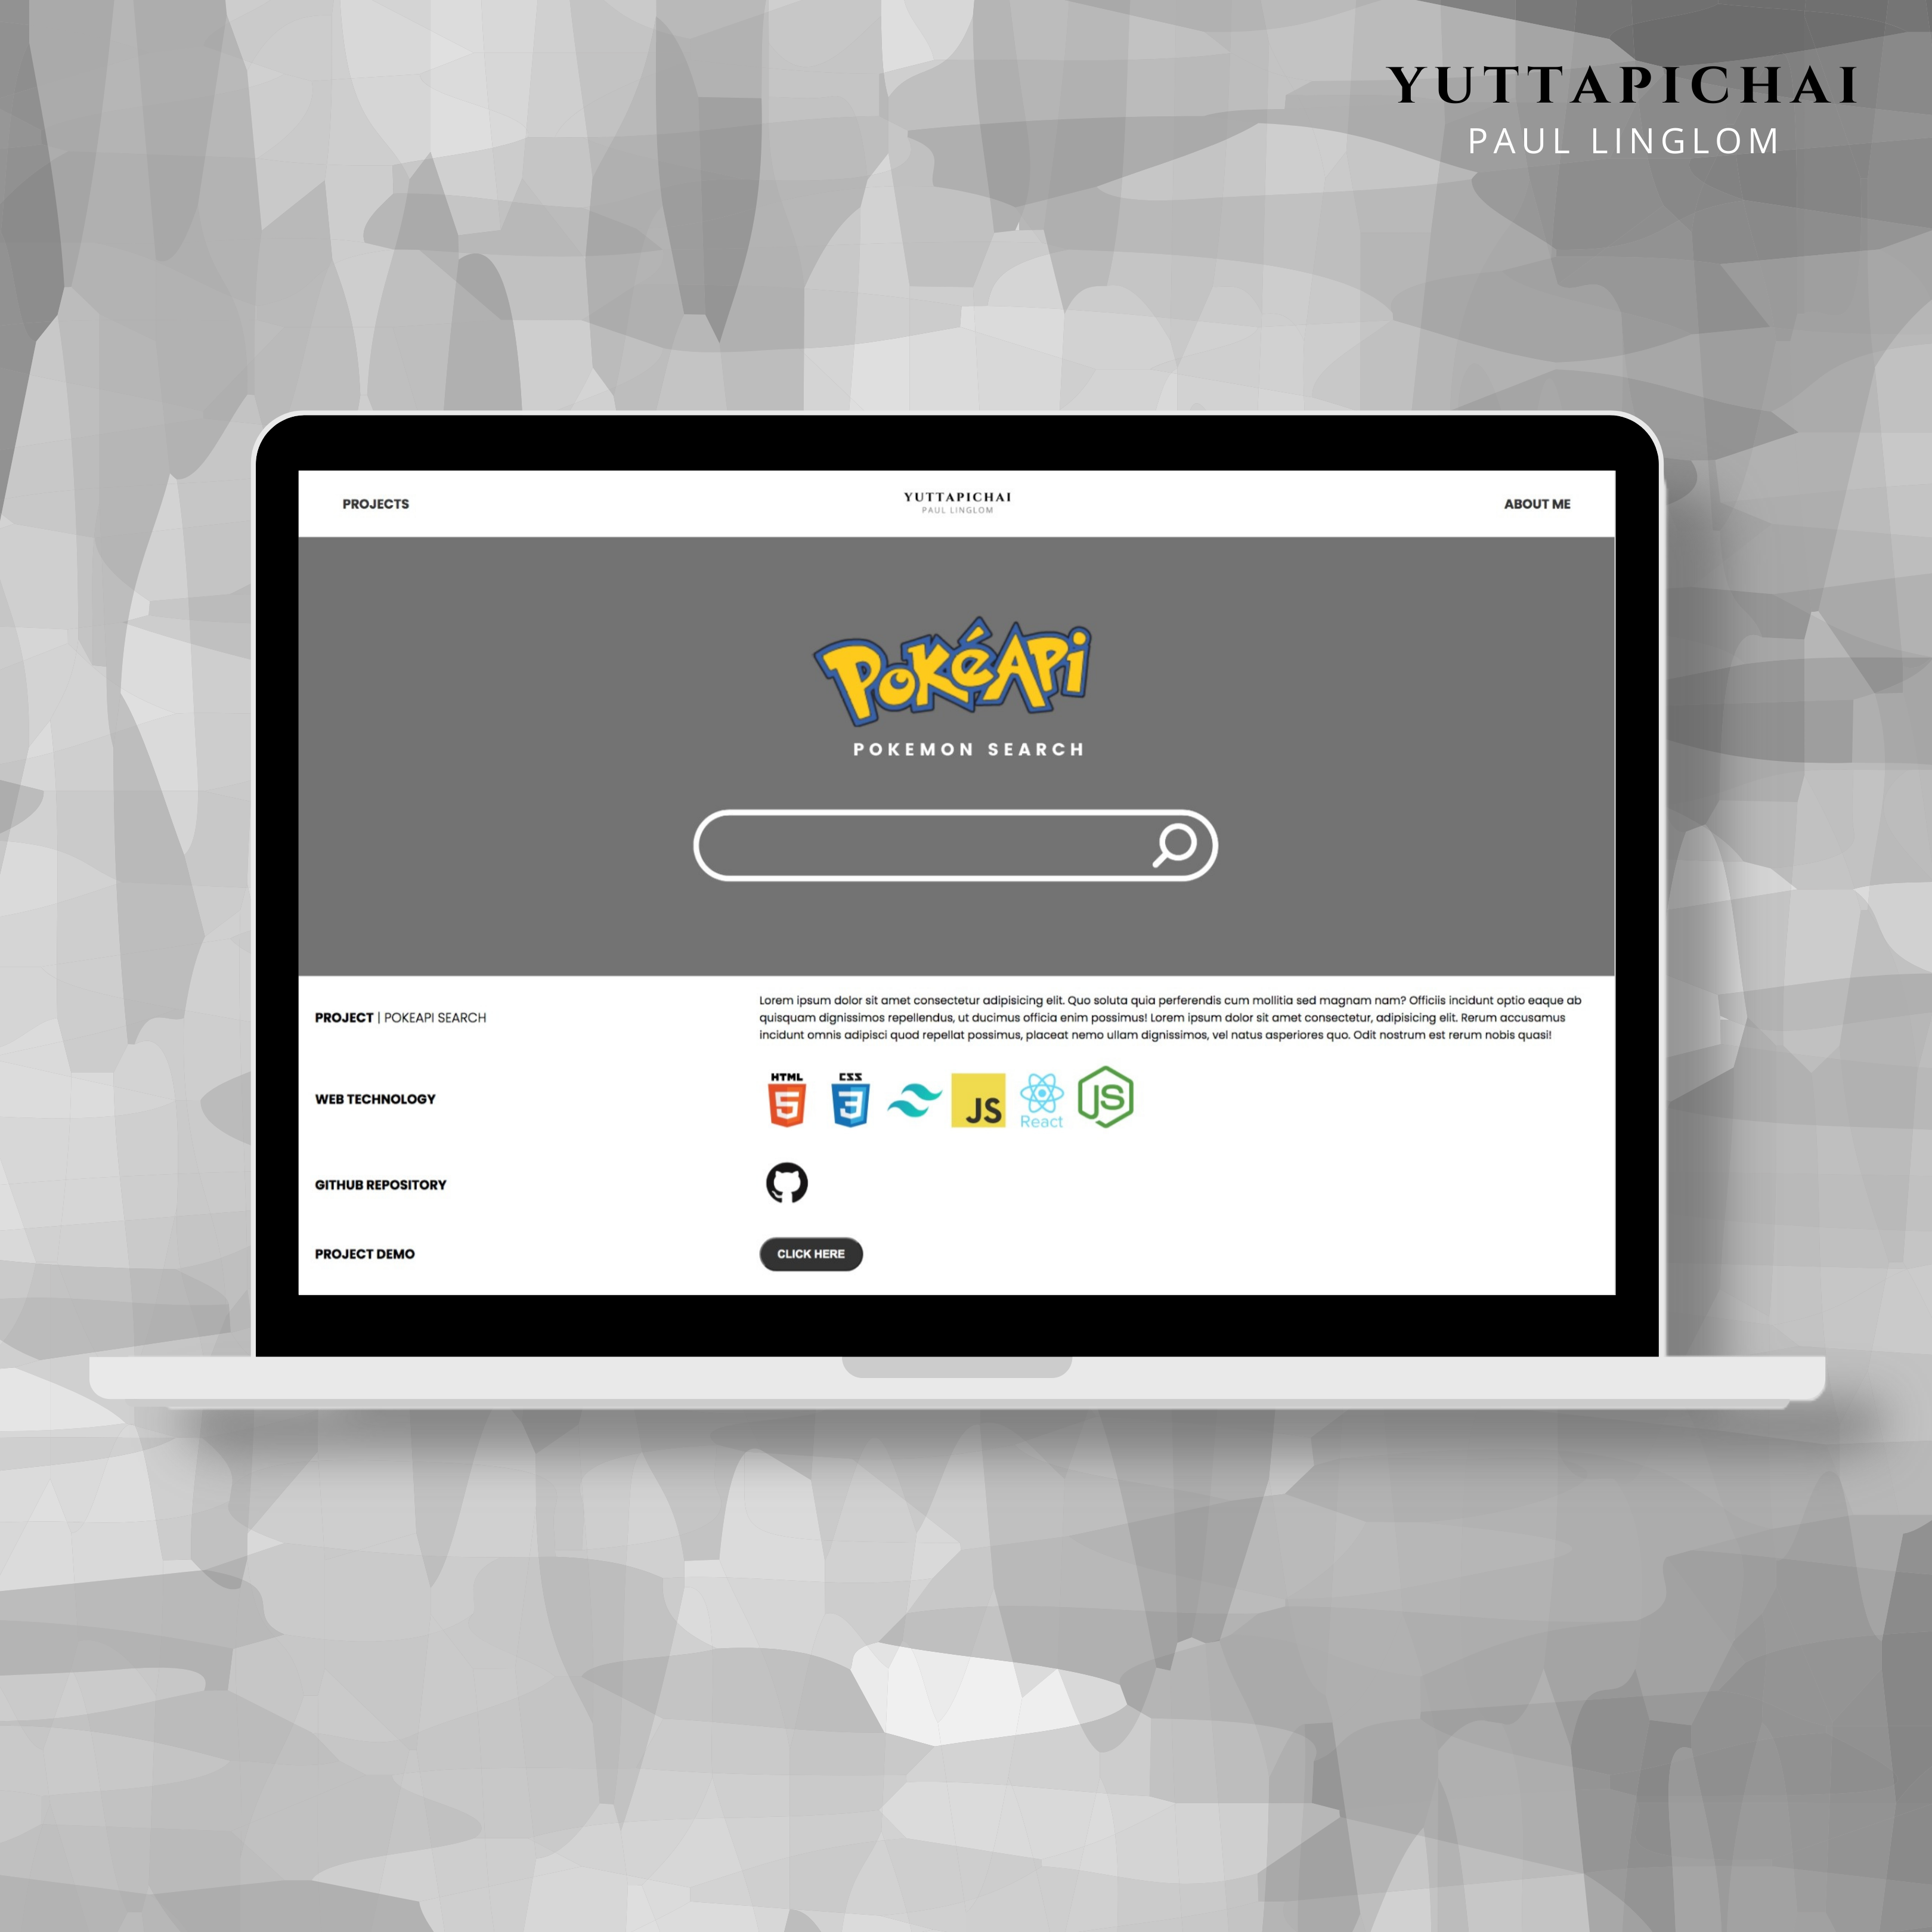 YUTTAPICHAI
PAUL LINGLOM
PROJECTS
YUTTAPICHAI
PAUL LINGLOM
ABOUT ME
PokéApi
POKEMON SEARCH
PROJECT | POKEAPI SEARCH
Lorem ipsum dolor sit amet consectetur adipisicing elit. Quo soluta quia perferendis cum mollitia sed magnam nam? Officiis incidunt optio eaque ab
quisquam dignissimos repellendus, ut ducimus officia enim possimus! Lorem ipsum dolor sit amet consectetur, adipisicing elit. Rerum accusamus
incidunt omnis adipisci quod repellat possimus, placeat nemo ullam dignissimos, vel natus asperiores quo. Odit nostrum est rerum nobis quasi!
WEB TECHNOLOGY
HTML
5
CSS
3
JS
React
JS
GITHUB REPOSITORY
PROJECT DEMO
CLICK HERE